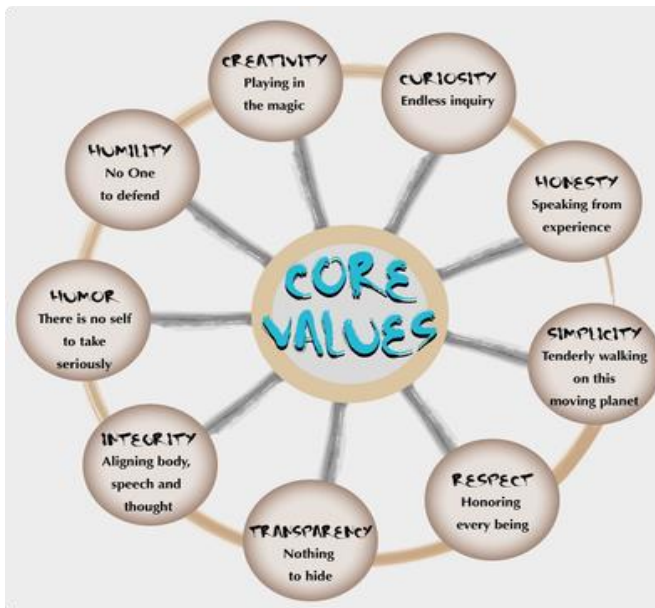 CORE
VALUES
CREATIVITY
Playing in
the magic
CURIOSITY
Endless inquiry
HONESTY
Speaking from
experience
SIMPLICITY
Tenderly walking
on this
moving planet
RESPECT
Honoring
every being
TRANSPARENCY
Nothing
to hide
INTEGRITY
Aligning body,
speech and
thought
HUMOR
There is no self
to take
seriously
HUMILITY
No One
to defend